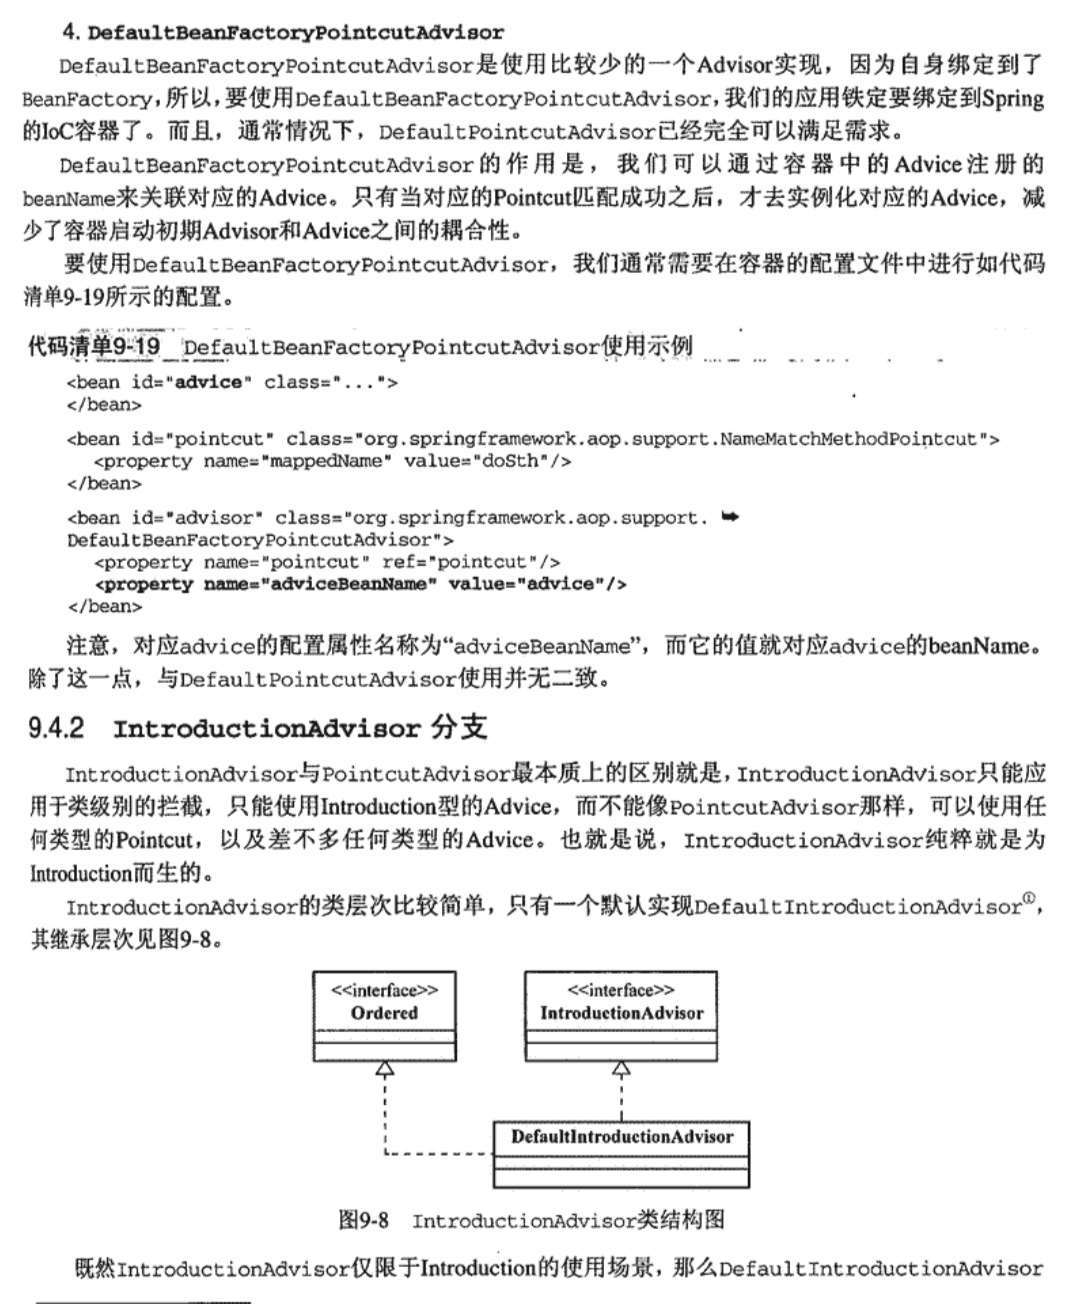 4. DefaultBeanFactoryPointcutAdvisor
DefaultBeanFactoryPointcutAdvisor是使用比较少的一个Advisor实现，因为自身绑定到了
BeanFactory，所以，要使用DefaultBeanFactoryPointcutAdvisor，我们的应用铁定要绑定到Spring
的IoC容器了。而且，通常情况下，DefaultPointcutAdvisor已经完全可以满足需求。
DefaultBeanFactoryPointcutAdvisor的作用是，我们可以通过容器中的Advice注册的
beanName来关联对应的Advice。只有当对应的Pointcut匹配成功之后，才去实例化对应的Advice，减
少了容器启动初期Advisor和Advice之间的耦合性。
要使用DefaultBeanFactoryPointcutAdvisor，我们通常需要在容器的配置文件中进行如代码
清单9-19所示的配置。
代码清单9-19 DefaultBeanFactoryPointcutAdvisor使用示例
<bean id="advice" class="...">
</bean>
<bean id="pointcut" class="org.springframework.aop.support.NameMatchMethodPointcut">
<property name="mappedName" value="doSth"/>
</bean>
<bean id="advisor" class="org.springframework.aop.support. ➥
DefaultBeanFactoryPointcutAdvisor">
<property name="pointcut" ref="pointcut"/>
<property name="adviceBeanName" value="advice"/>
</bean>
注意，对应advice的配置属性名称为“adviceBeanName”，而它的值就对应advice的beanName。
除了这一点，与DefaultPointcutAdvisor使用并无二致。
9.4.2 IntroductionAdvisor 分支
IntroductionAdvisor与PointcutAdvisor最本质上的区别就是，IntroductionAdvisor只能应
用于类级别的拦截，只能使用Introduction型的Advice，而不能像PointcutAdvisor那样，可以使用任
何类型的Pointcut，以及差不多任何类型的Advice。也就是说，IntroductionAdvisor纯粹就是为
Introduction而生的。
IntroductionAdvisor的类层次比较简单，只有一个默认实现DefaultIntroductionAdvisor①，
其继承层次见图9-8。
<<interface>>
Ordered
<<interface>>
IntroductionAdvisor
DefaultIntroductionAdvisor
图9-8 IntroductionAdvisor类结构图
既然IntroductionAdvisor仅限于Introduction的使用场景，那么DefaultIntroductionAdvisor